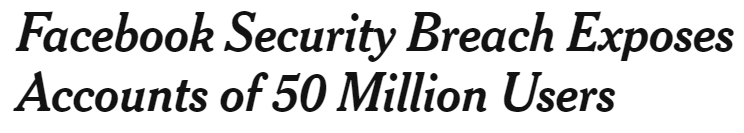 Facebook Security Breach Exposes
Accounts of 50 Million Users